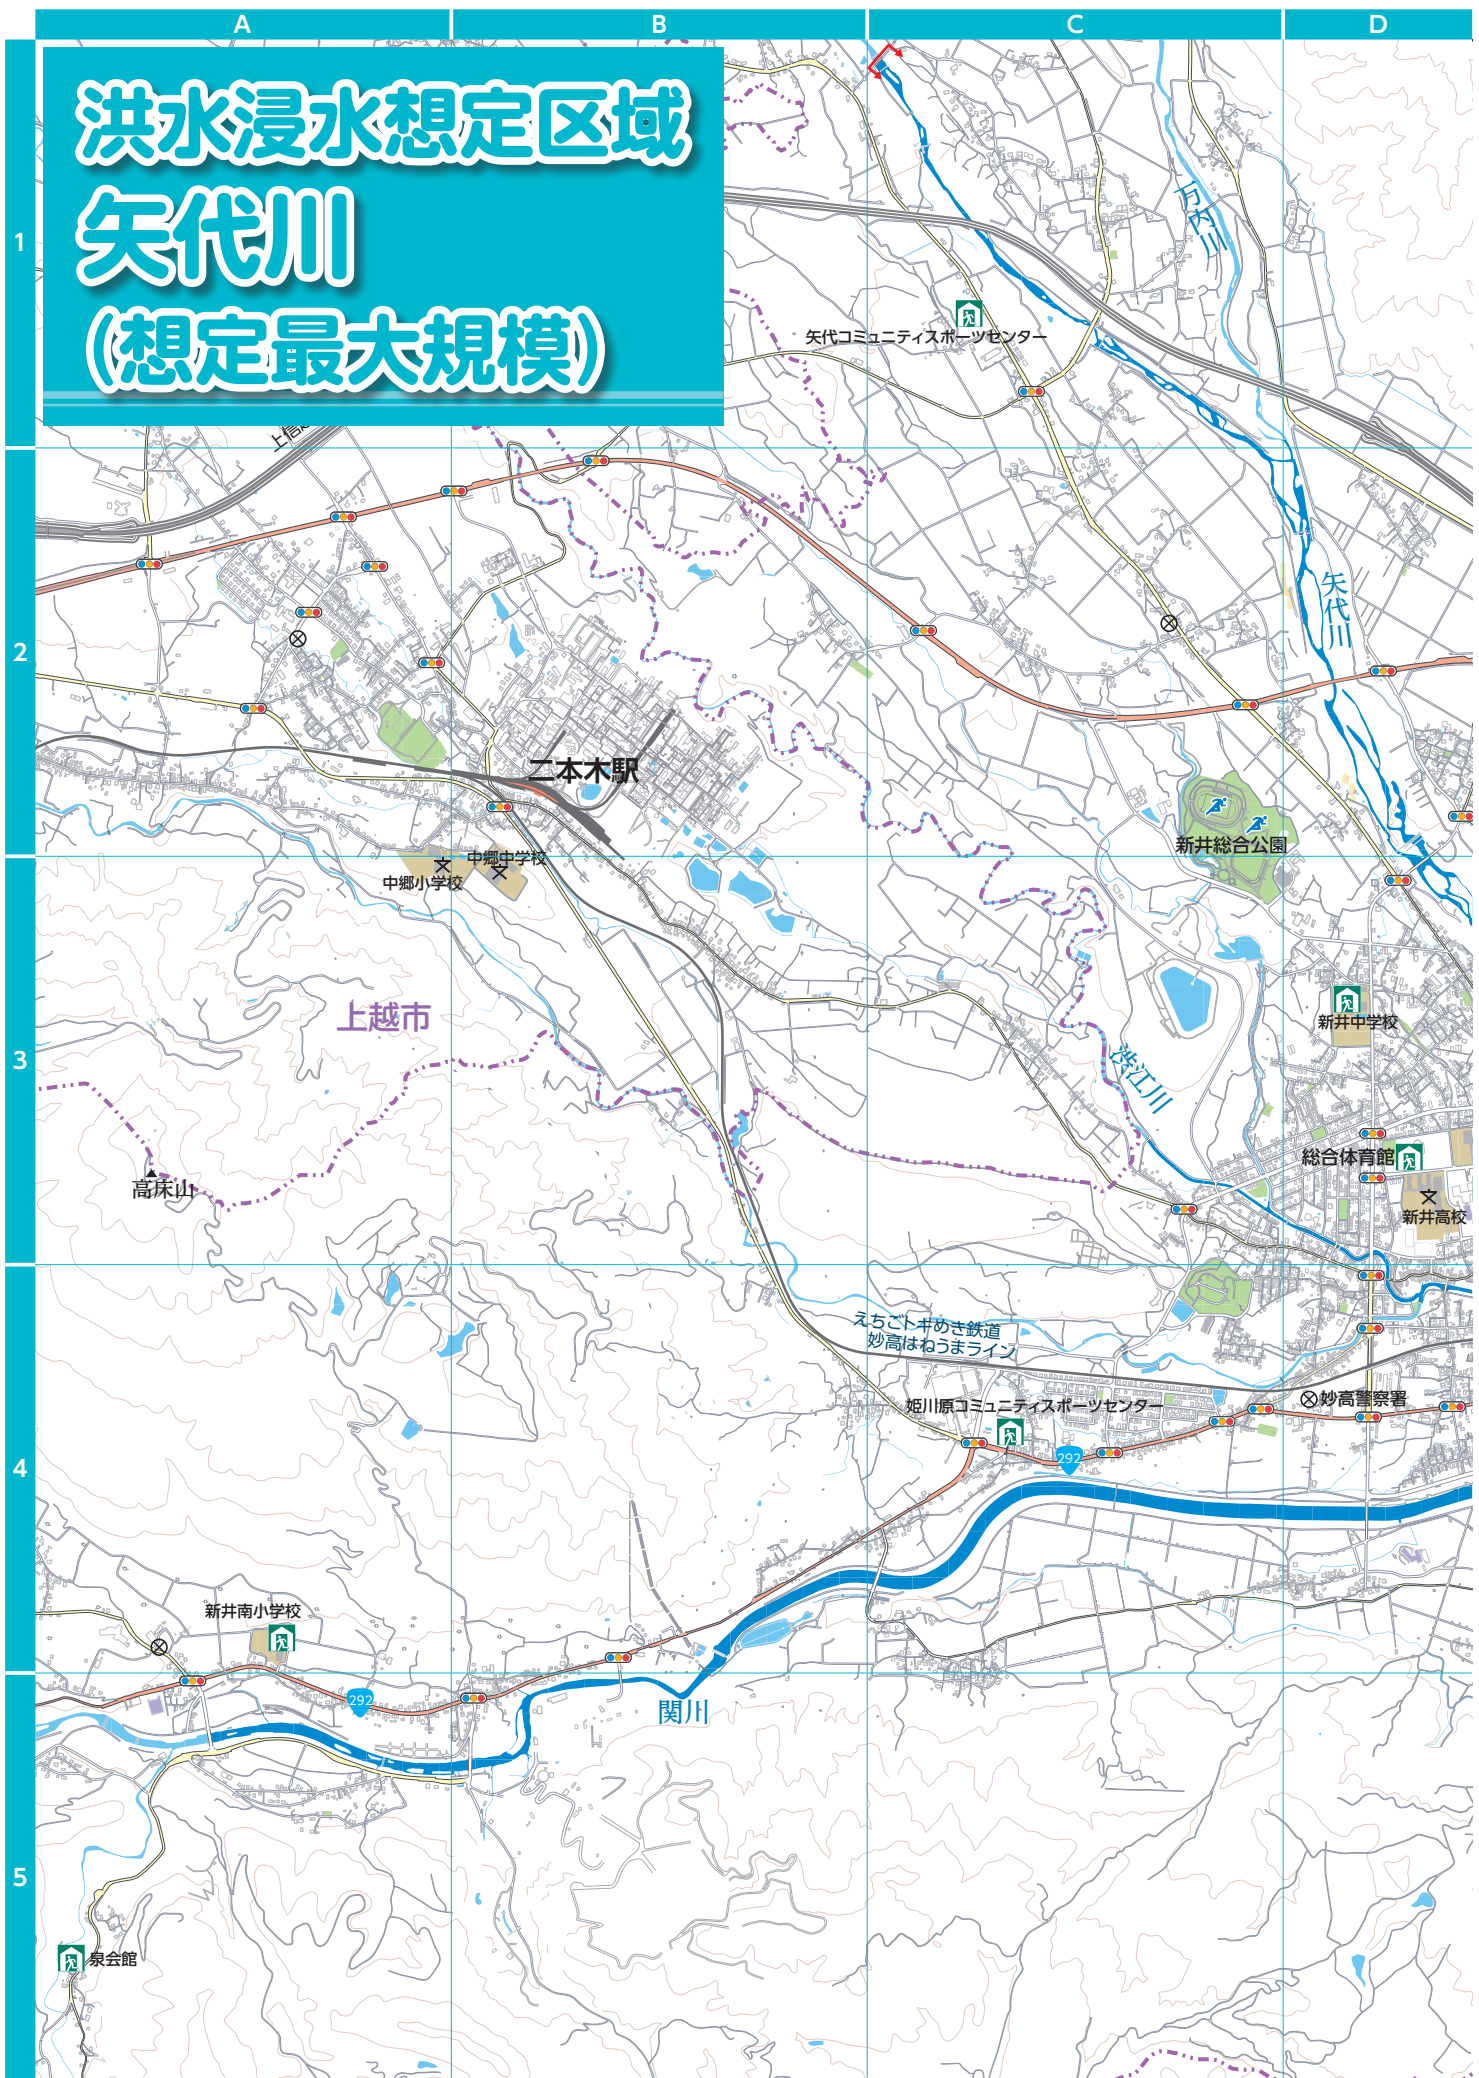 A
B
C
D
洪水浸水想定区域
矢代川
(想定最大規模)
1
万内川
矢代コミュニティスポーツセンター
上信
2
矢代川
二本木駅
新井総合公園
中郷中学校
中郷小学校
新井中学校
上越市
3
渋江川
総合体育館
高床山
新井高校
えちごトキめき鉄道
妙高はねうまライン
妙高警察署
姫川原コミュニティスポーツセンター
292
4
新井南小学校
292
関川
5
泉会館